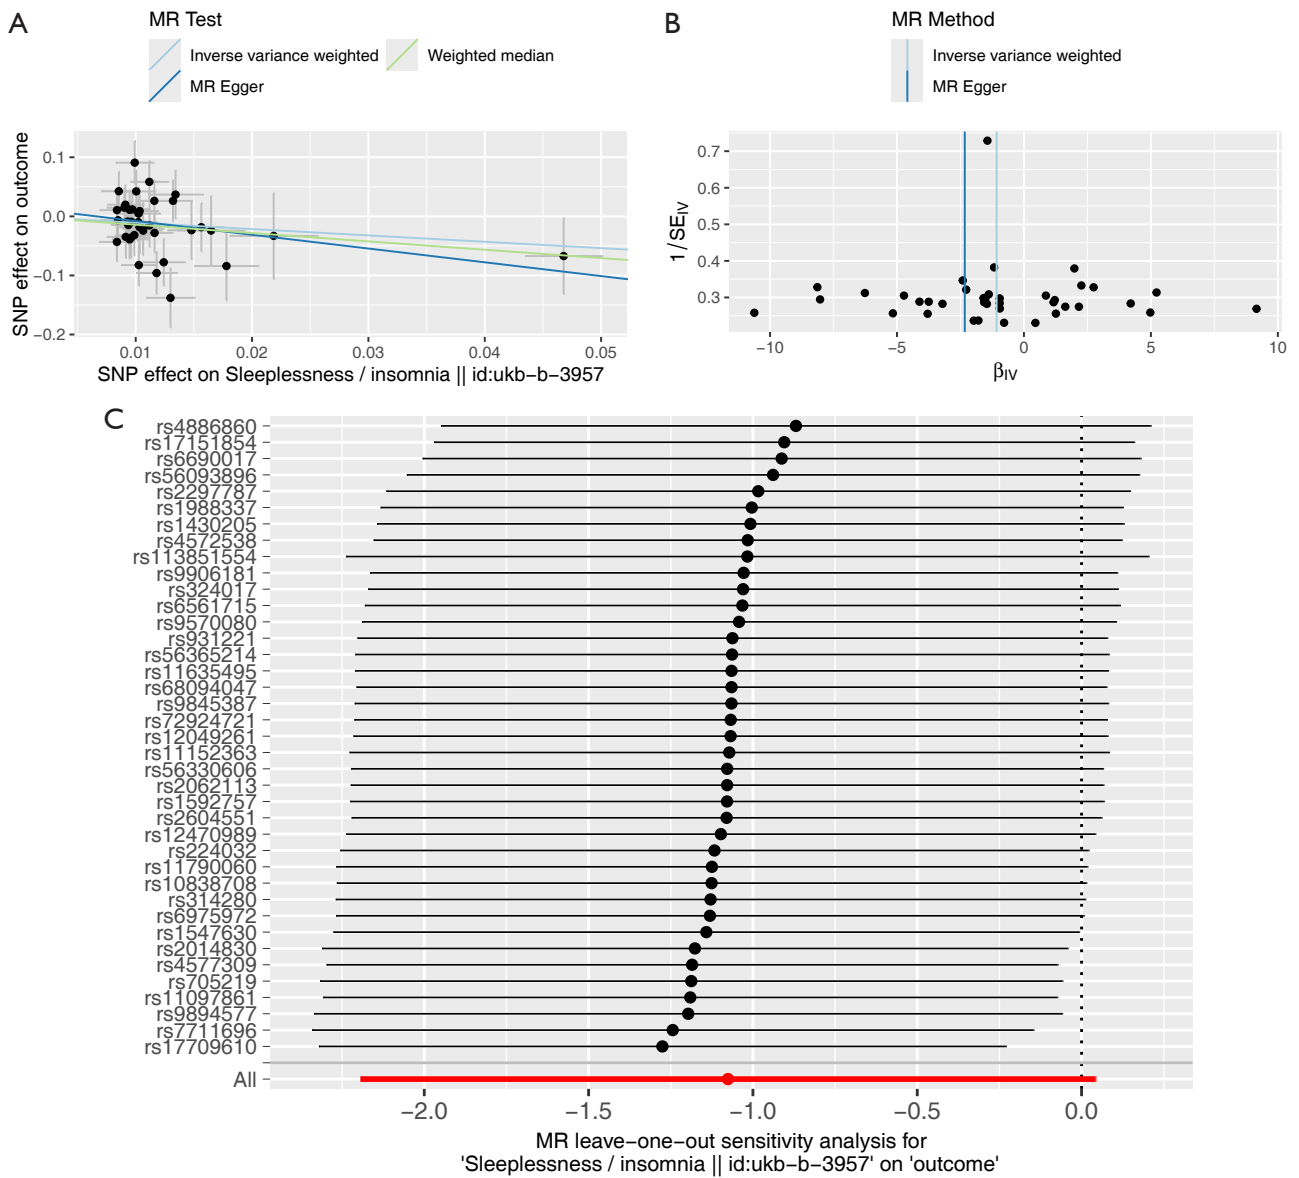 A
MR Test
Inverse variance weighted
Weighted median
MR Egger
SNP effect on outcome
0.1
0.0
−0.1
−0.2
0.01
0.02
0.03
0.04
0.05
SNP effect on Sleeplessness / insomnia || id:ukb−b−3957
B
MR Method
Inverse variance weighted
MR Egger
1/SEIV
0.7
0.6
0.5
0.4
0.3
−10
−5
0
5
10
βIV
C
rs4886860
rs17151854
rs6690017
rs56093896
rs2297787
rs1988337
rs1430205
rs4572538
rs113851554
rs9906181
rs324017
rs6561715
rs9570080
rs931221
rs56365214
rs11635495
rs68094047
rs9845387
rs72924721
rs12049261
rs11152363
rs56330606
rs2062113
rs1592757
rs2604551
rs12470989
rs224032
rs11790060
rs10838708
rs314280
rs6975972
rs1547630
rs2014830
rs4577309
rs705219
rs11097861
rs9894577
rs7711696
rs17709610
All
−2.0
−1.5
−1.0
−0.5
0.0
MR leave−one−out sensitivity analysis for
'Sleeplessness / insomnia || id:ukb−b−3957' on 'outcome'